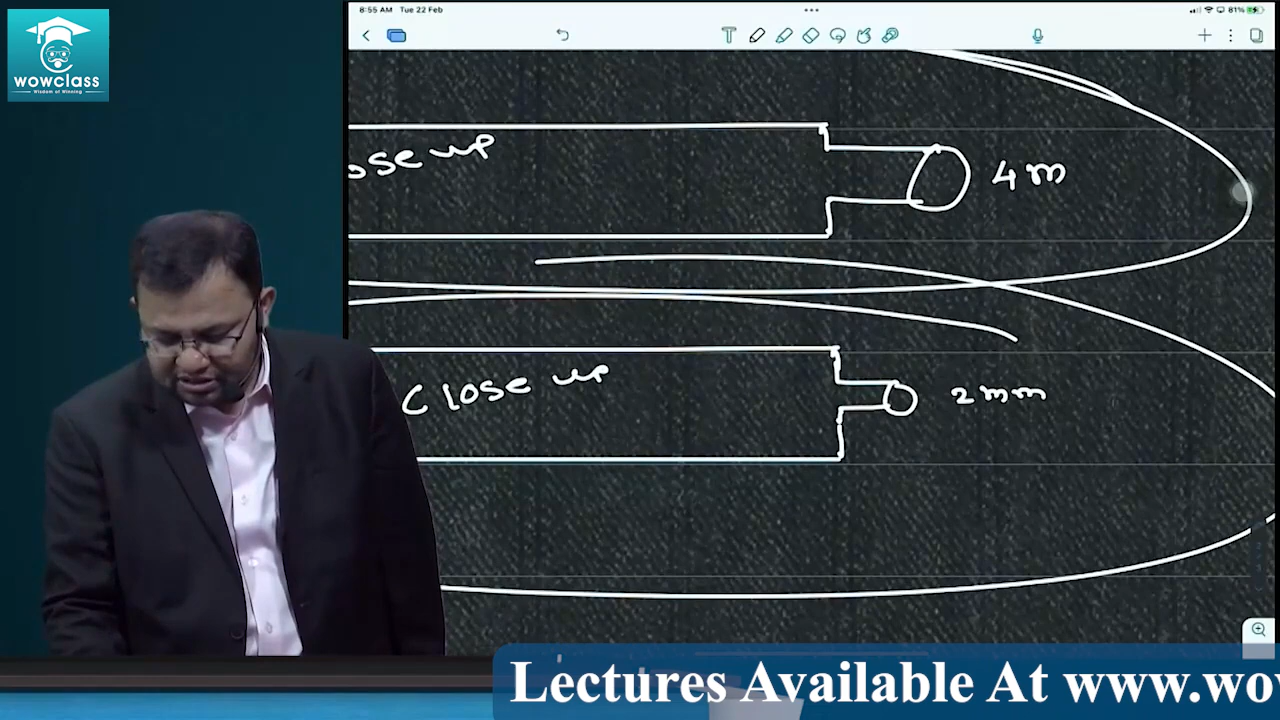 8:55 AM Tue 22 Feb
81%
wowclass
Wisdom of Winning
ose up
4 m
Close up
2 mm
Lectures Available At www.wo